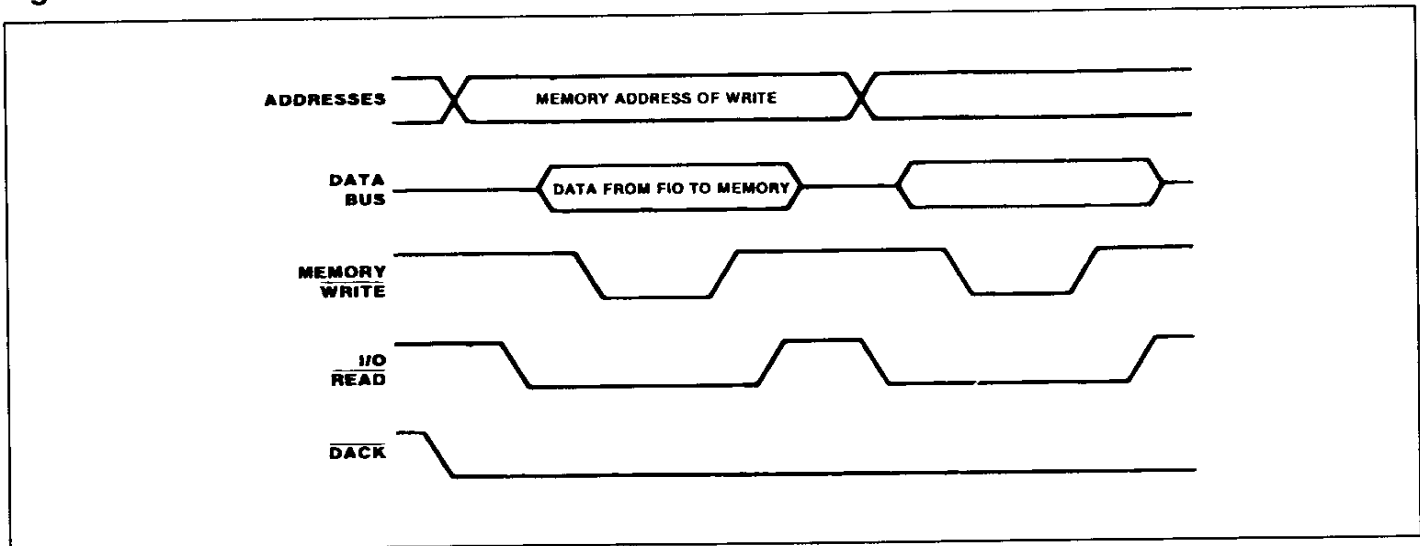 ADDRESSES
MEMORY ADDRESS OF WRITE
DATA
BUS
DATA FROM FIO TO MEMORY
MEMORY
WRITE
I/O
READ
DACK